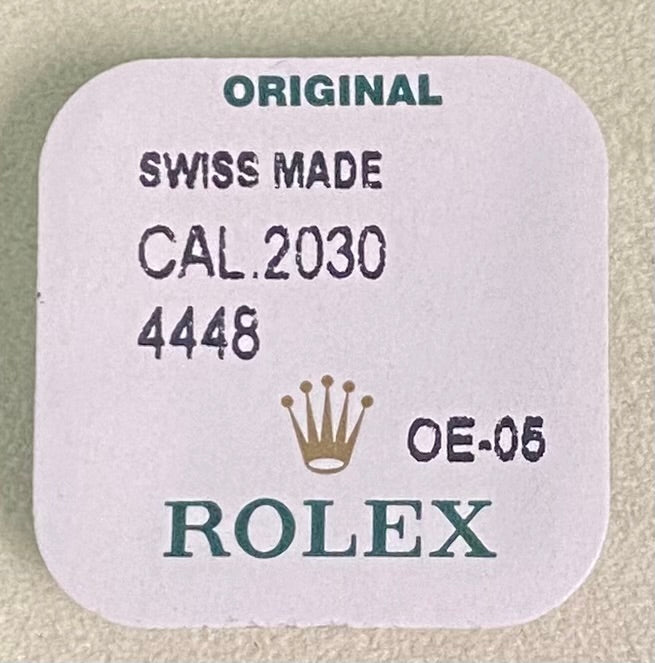 ORIGINAL
SWISS MADE
CAL.2030
4448
OE-05
ROLEX